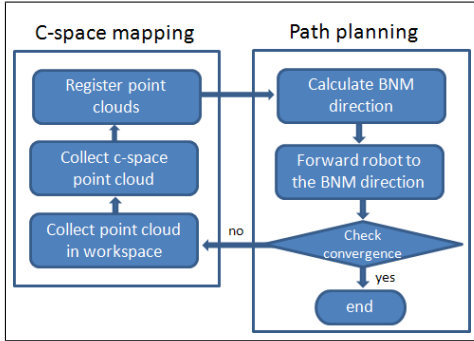 C-space mapping
Path planning
Register point
clouds
Collect c-space
point cloud
Collect point cloud
in workspace
Calculate BNM
direction
Forward robot to
the BNM direction
Check
convergence
no
yes
end